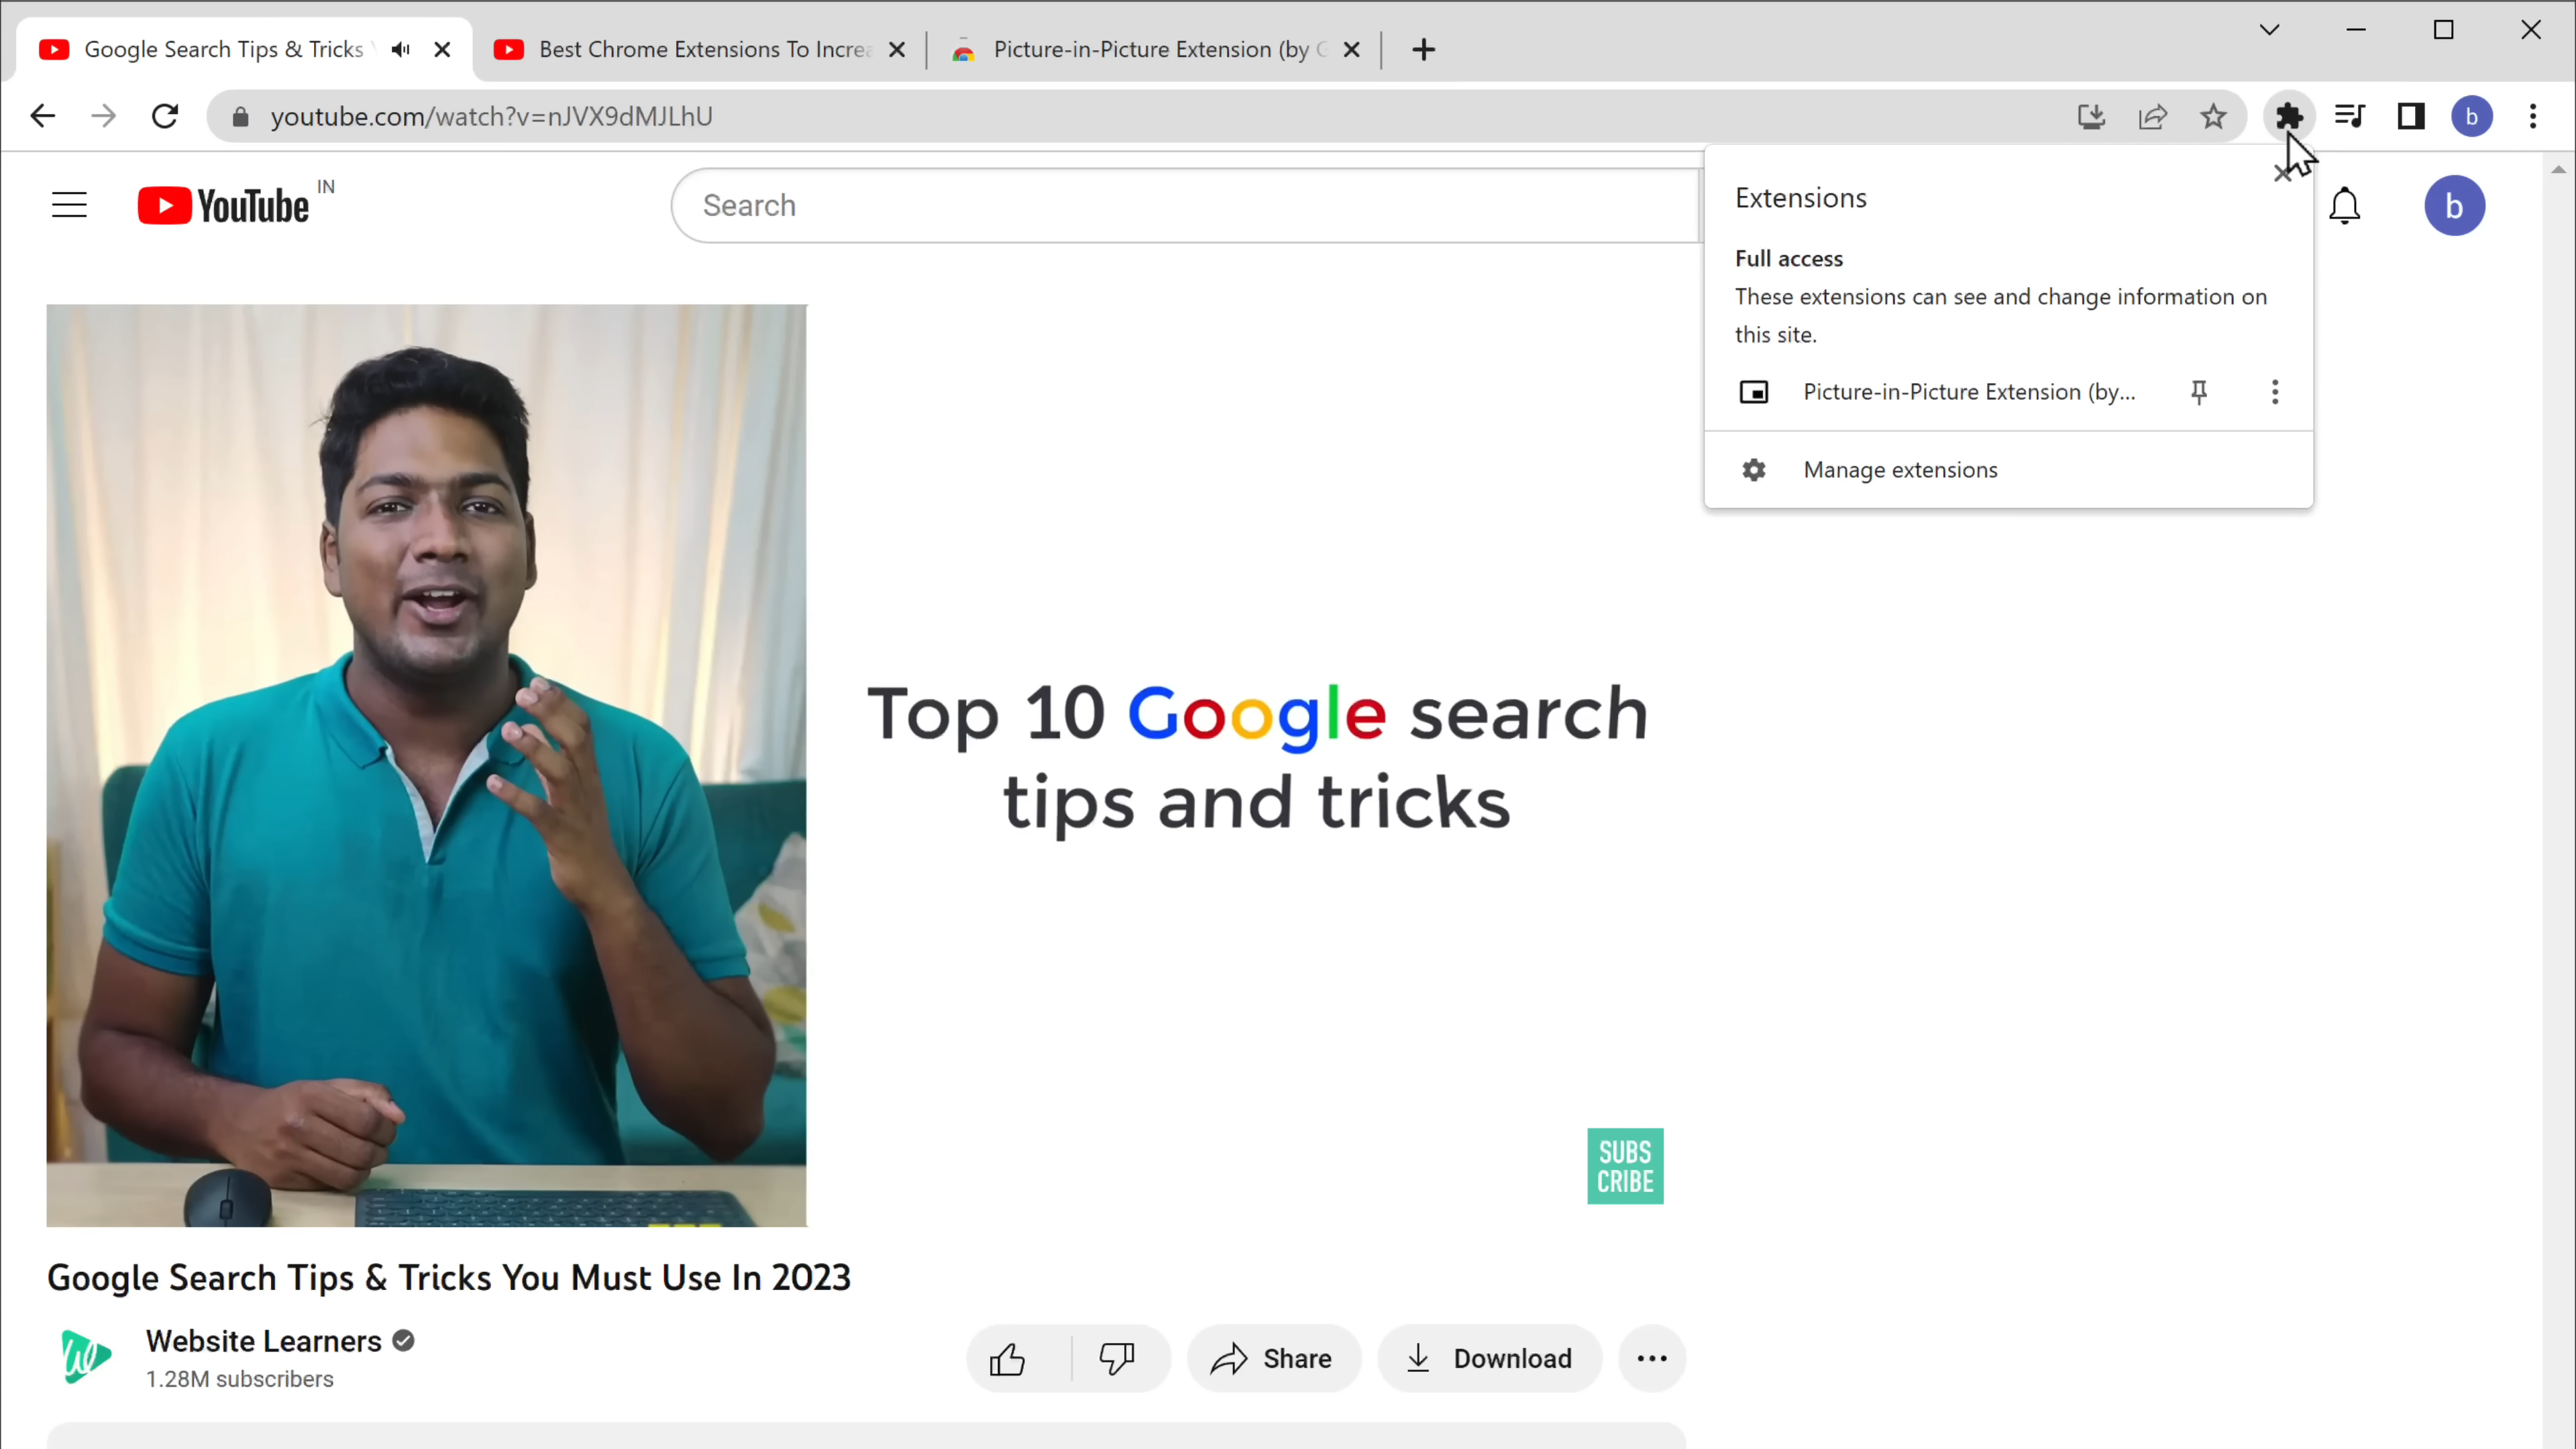 Google Search Tips & Tricks
Best Chrome Extensions To Increa
Picture-in-Picture Extension (by G
youtube.com/watch?v=nJVX9dMJLhU
b
YouTube IN
Search
b
Extensions
Full access
These extensions can see and change information on
this site.
Picture-in-Picture Extension (by...
Manage extensions
Top 10 Google search
tips and tricks
SUBS
CRIBE
Google Search Tips & Tricks You Must Use In 2023
Website Learners
1.28M subscribers
Share
Download